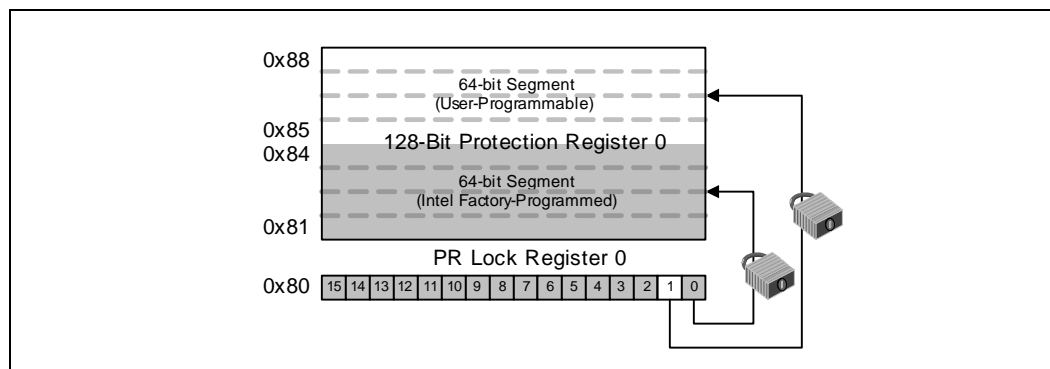 0x88
64-bit Segment
(User-Programmable)
0x85
128-Bit Protection Register 0
0x84
64-bit Segment
(Intel Factory-Programmed)
0x81
PR Lock Register 0
0x80 15 14 13 12 11 10 9 8 7 6 5 4 3 2 1 0